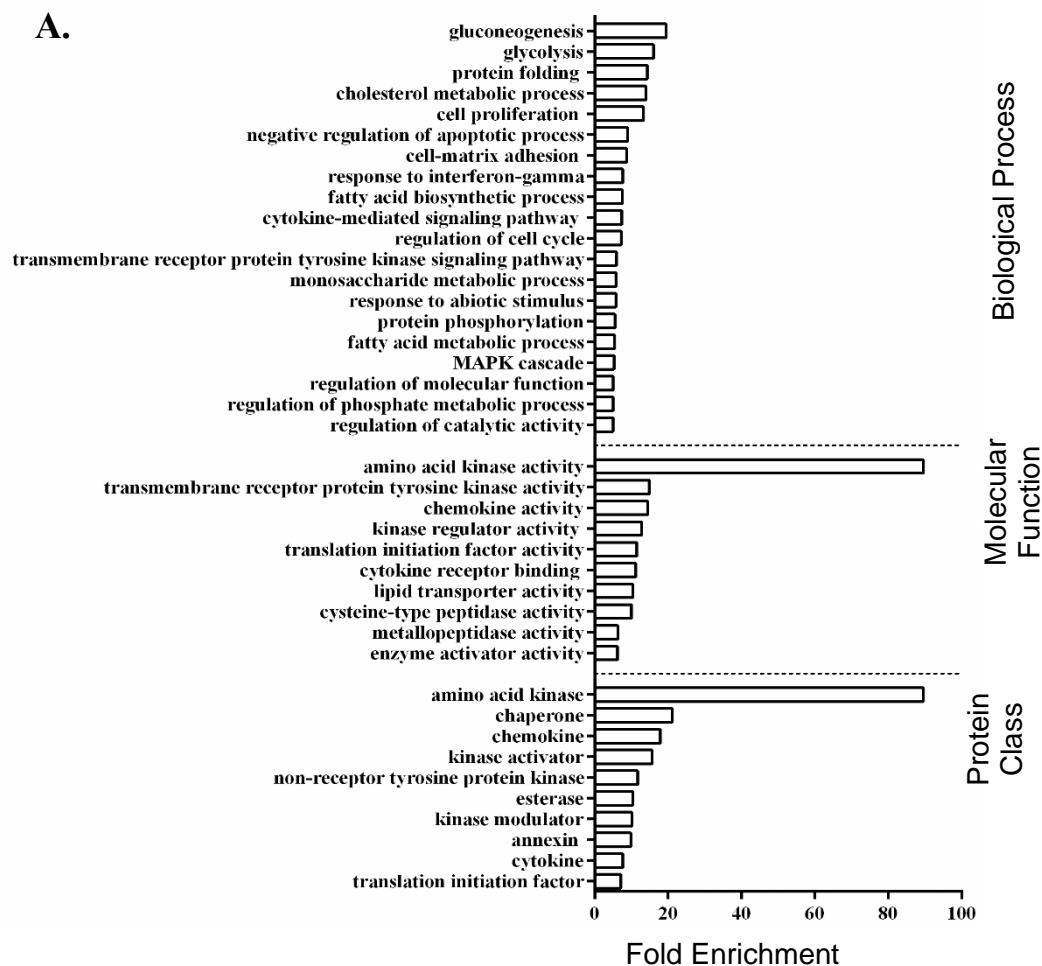 A.
gluconeogenesis
glycolysis
protein folding
cholesterol metabolic process
cell proliferation
negative regulation of apoptotic process
cell-matrix adhesion
response to interferon-gamma
fatty acid biosynthetic process
cytokine-mediated signaling pathway
regulation of cell cycle
transmembrane receptor protein tyrosine kinase signaling pathway
monosaccharide metabolic process
response to abiotic stimulus
protein phosphorylation
fatty acid metabolic process
MAPK cascade
regulation of molecular function
regulation of phosphate metabolic process
regulation of catalytic activity
Biological Process
amino acid kinase activity
transmembrane receptor protein tyrosine kinase activity
chemokine activity
kinase regulator activity
translation initiation factor activity
cytokine receptor binding
lipid transporter activity
cysteine-type peptidase activity
metallopeptidase activity
enzyme activator activity
Molecular
Function
amino acid kinase
chaperone
chemokine
kinase activator
non-receptor tyrosine protein kinase
esterase
kinase modulator
annexin
cytokine
translation initiation factor
Protein
Class
0 20 40 60 80 100
Fold Enrichment